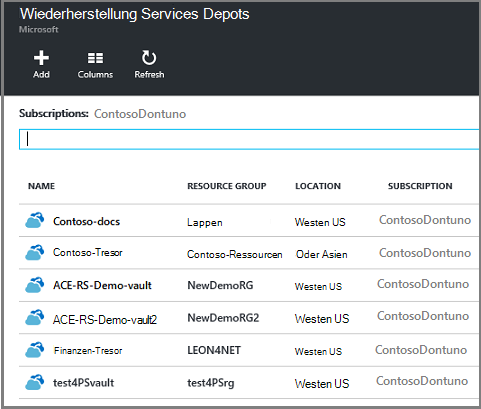 Wiederherstellung Services Depots
Microsoft
Add Columns Refresh
Subscriptions: ContosoDontuno
NAME RESOURCE GROUP LOCATION SUBSCRIPTION
Contoso-docs Lappen Westen US ContosoDontuno
Contoso-Tresor Contoso-Ressourcen Oder Asien ContosoDontuno
ACE-RS-Demo-vault NewDemoRG Westen US ContosoDontuno
ACE-RS-Demo-vault2 NewDemoRG2 Westen US ContosoDontuno
Finanzen-Tresor LEON4NET Westen US ContosoDontuno
test4PSvault test4PSrg Westen US ContosoDontuno